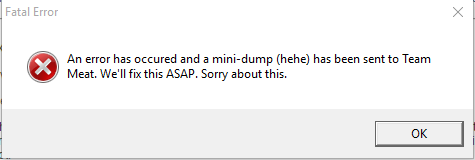 Fatal Error
An error has occured and a mini-dump (hehe) has been sent to Team
Meat. We'll fix this ASAP. Sorry about this.
OK